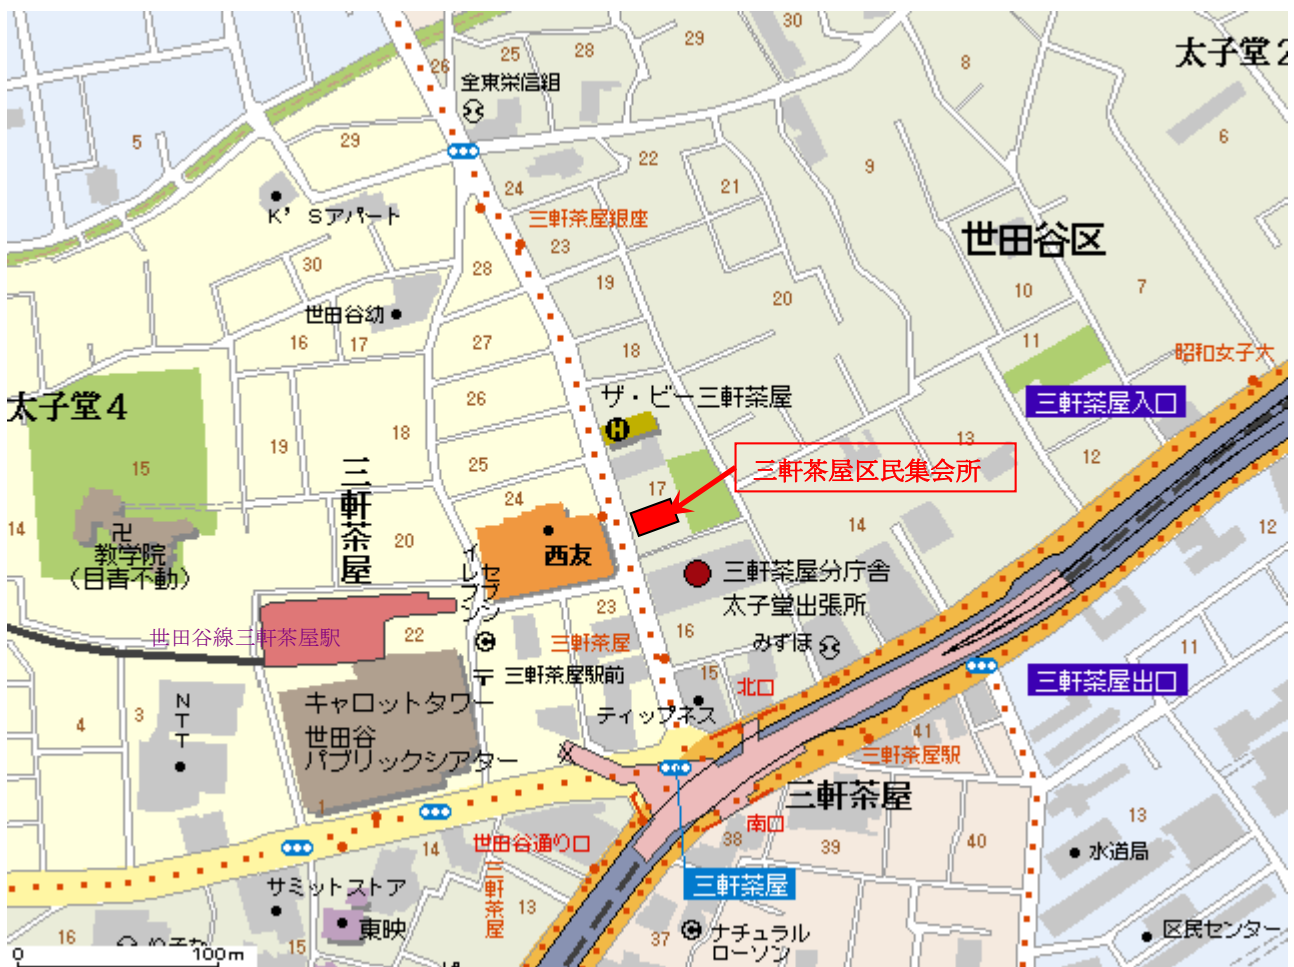 30
29
28
25
26
8
太子堂2
全東栄信組
5
29
6
22
9
21
24
K’Sアパート
三軒茶屋銀座
世田谷区
23
30
28
19
20
10
7
世田谷幼
16
17
27
18
11
昭和女子大
太子堂4
26
ザ・ビー三軒茶屋
三軒茶屋入口
H
19
18
13
12
25
三軒茶屋区民集会所
15
17
三軒茶屋
24
14
14
12
卍
教学院
(目青不動)
20
西友
セブンイレブン
三軒茶屋分庁舎
太子堂出張所
23
世田谷線三軒茶屋駅
22
三軒茶屋
16
みずほ
11
〒
三軒茶屋駅前
15
北口
三軒茶屋出口
NTT
キャロットタワー
世田谷
パブリックシアター
ティップネス
3
4
41
三軒茶屋駅
三軒茶屋
1
南口
13
世田谷通り口
14
38
39
40
水道局
三軒茶屋
サミットストア
三軒茶屋
13
東映
37
ナチュラル
ローソン
区民センター
16
15
0
100m